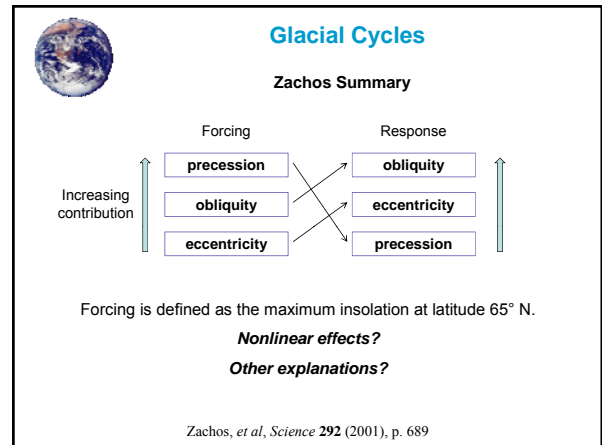 Glacial Cycles
Zachos Summary
Forcing
Response
precession
obliquity
Increasing
contribution
obliquity
eccentricity
eccentricity
precession
Forcing is defined as the maximum insolation at latitude 65° N.
Nonlinear effects?
Other explanations?
Zachos, et al, Science 292 (2001), p. 689